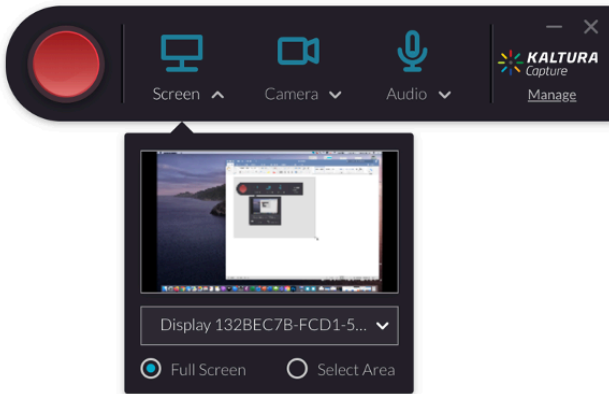 KALTURA
Capture
Screen Camera Audio
Manage
Display 132BEC7B-FCD1-5...
Full Screen Select Area